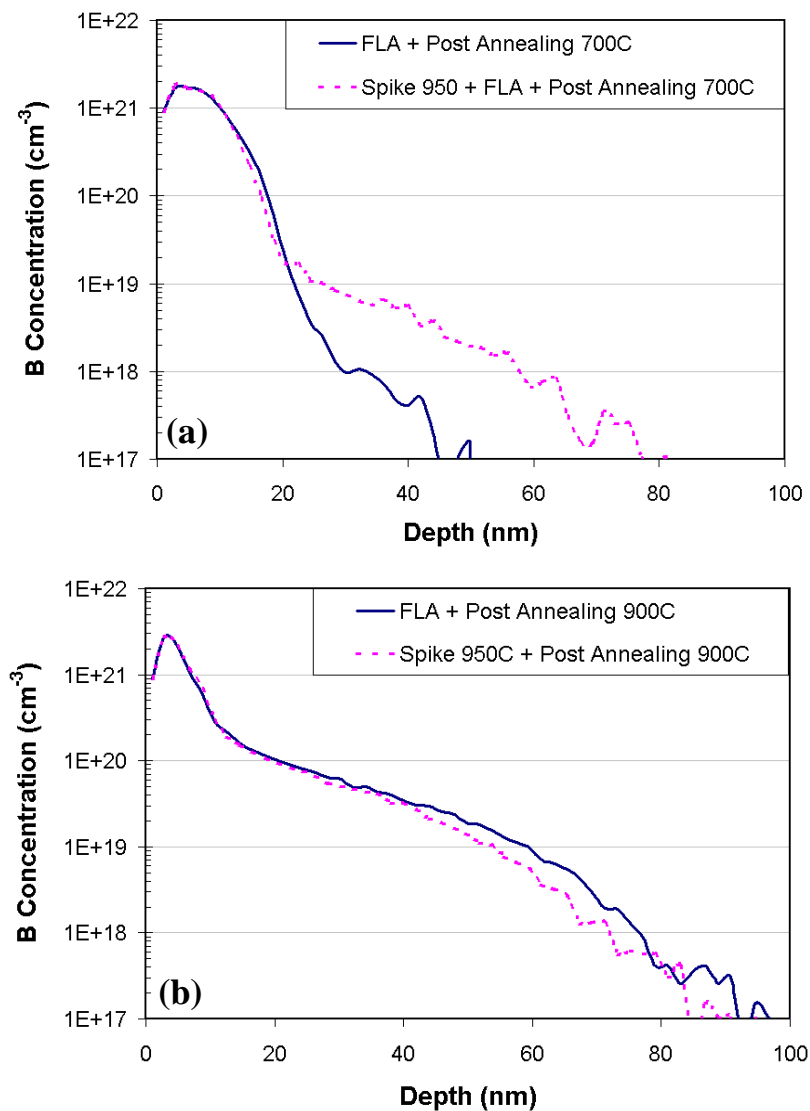 1E+22
FLA + Post Annealing 700C
Spike 950 + FLA + Post Annealing 700C
1E+21
1E+20
1E+19
1E+18
1E+17
B Concentration (cm-3)
(a)
0 20 40 60 80 100
Depth (nm)
1E+22
FLA + Post Annealing 900C
Spike 950C + Post Annealing 900C
1E+21
1E+20
1E+19
1E+18
1E+17
B Concentration (cm-3)
(b)
0 20 40 60 80 100
Depth (nm)